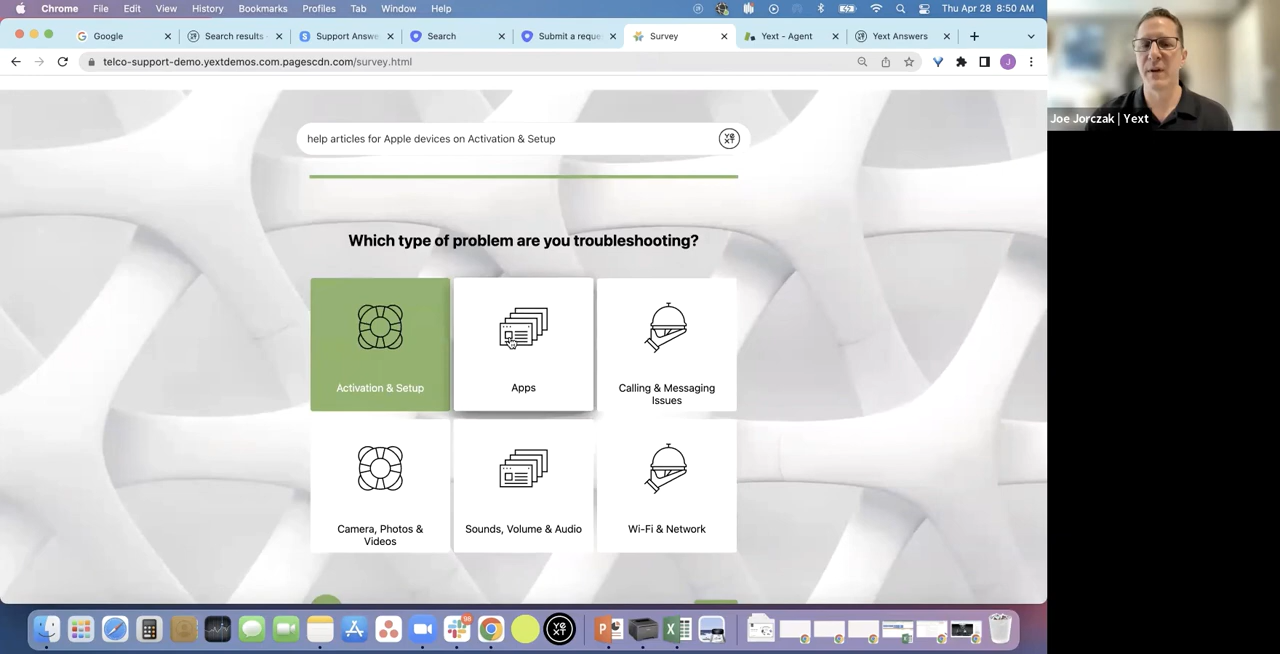 Chrome File Edit View History Bookmarks Profiles Tab Window Help Thu Apr 28 8:50 AM
Google Search results - Support Answe Search Submit a reque Survey Yext - Agent Yext Answers
telco-support-demo.yextdemos.com.pagescdn.com/survey.html J
Joe Jorczak | Yext
help articles for Apple devices on Activation & Setup
Which type of problem are you troubleshooting?
Activation & Setup
Apps
Calling & Messaging
Issues
Camera, Photos &
Videos
Sounds, Volume & Audio
Wi-Fi & Network
98